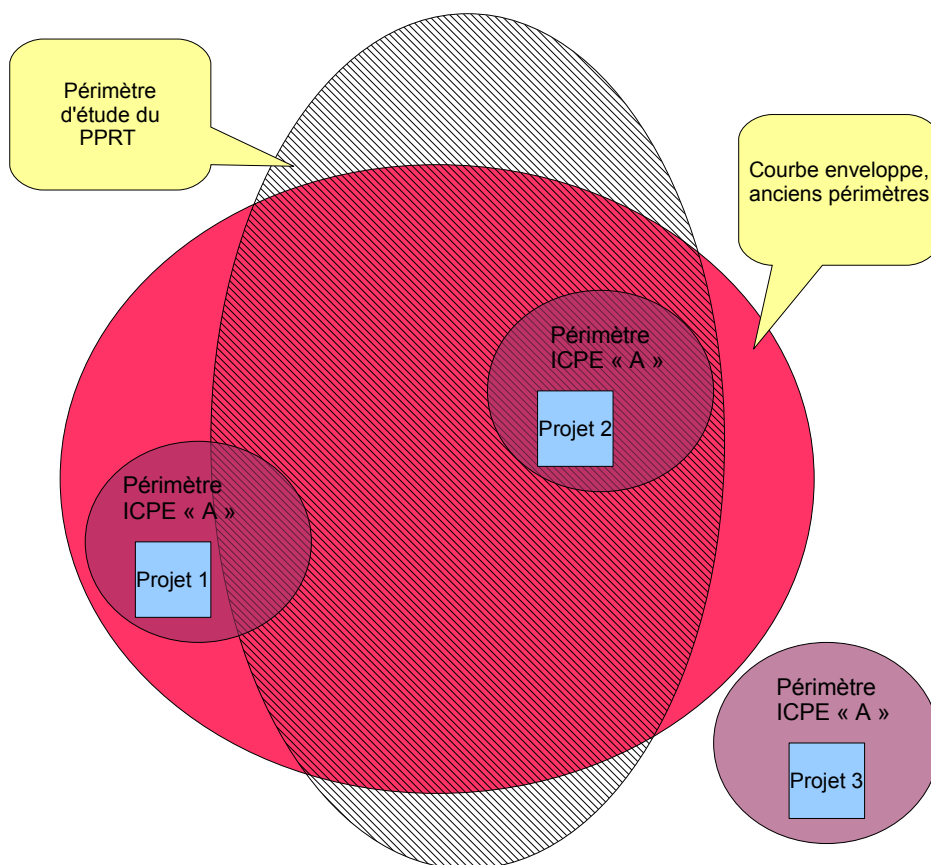 Périmètre
d'étude du
PPRT
Courbe enveloppe,
anciens périmètres
Périmètre
ICPE « A »
Projet 2
Périmètre
ICPE « A »
Projet 1
Périmètre
ICPE « A »
Projet 3